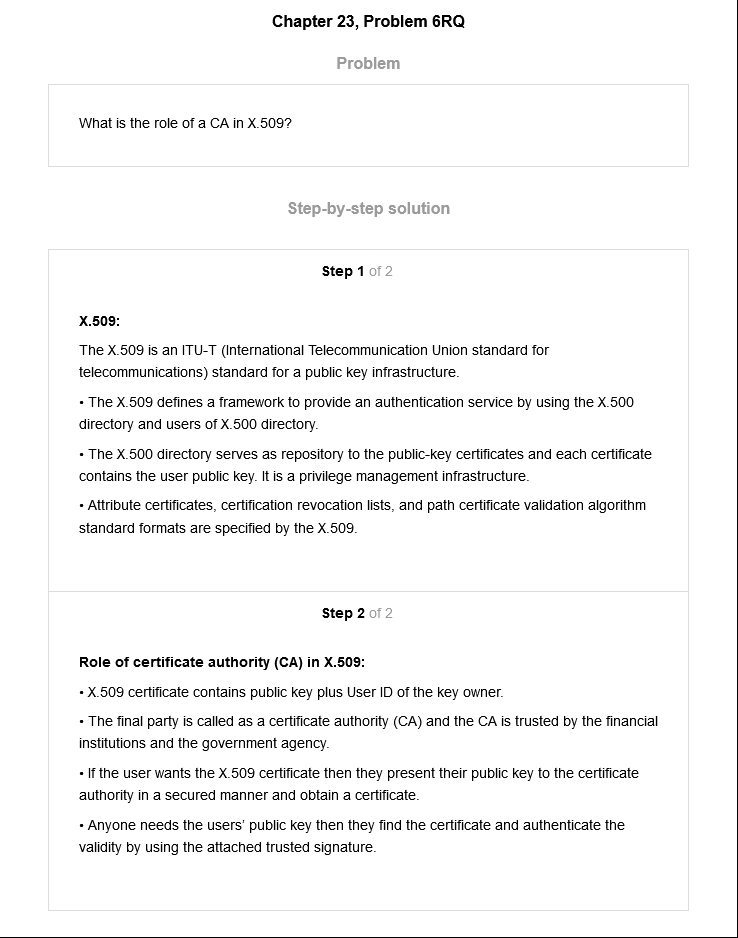 Chapter 23, Problem 6RQ
Problem
What is the role of a CA in X.509?
Step-by-step solution
Step 1 of 2
X.509:
The X.509 is an ITU-T (International Telecommunication Union standard for
telecommunications) standard for a public key infrastructure.
• The X.509 defines a framework to provide an authentication service by using the X.500
directory and users of X.500 directory.
• The X.500 directory serves as repository to the public-key certificates and each certificate
contains the user public key. It is a privilege management infrastructure.
• Attribute certificates, certification revocation lists, and path certificate validation algorithm
standard formats are specified by the X.509.
Step 2 of 2
Role of certificate authority (CA) in X.509:
• X.509 certificate contains public key plus User ID of the key owner.
• The final party is called as a certificate authority (CA) and the CA is trusted by the financial
institutions and the government agency.
• If the user wants the X.509 certificate then they present their public key to the certificate
authority in a secured manner and obtain a certificate.
• Anyone needs the users' public key then they find the certificate and authenticate the
validity by using the attached trusted signature.